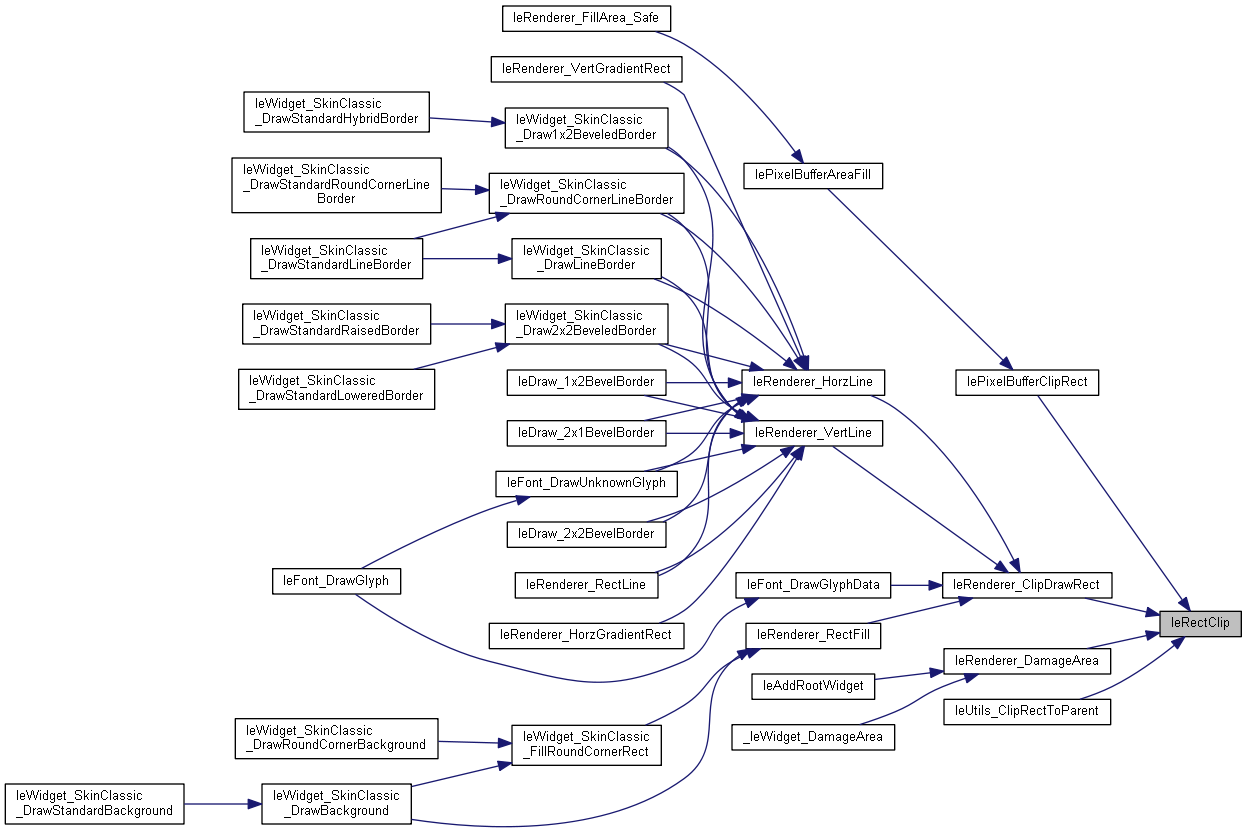 leRenderer_FillArea_Safe
leRenderer_VertGradientRect
leWidget_SkinClassic
_DrawStandardHybridBorder
leWidget_SkinClassic
_Draw1x2BeveledBorder
leWidget_SkinClassic
_DrawStandardRoundCornerLine
Border
leWidget_SkinClassic
_DrawRoundCornerLineBorder
lePixelBufferAreaFill
leWidget_SkinClassic
_DrawStandardLineBorder
leWidget_SkinClassic
_DrawLineBorder
leWidget_SkinClassic
_DrawStandardRaisedBorder
leWidget_SkinClassic
_Draw2x2BeveledBorder
leWidget_SkinClassic
_DrawStandardLoweredBorder
leDraw_1x2BevelBorder
leRenderer_HorzLine
lePixelBufferClipRect
leDraw_2x1BevelBorder
leRenderer_VertLine
leFont_DrawUnknownGlyph
leDraw_2x2BevelBorder
leFont_DrawGlyph
leRenderer_RectLine
leFont_DrawGlyphData
leRenderer_ClipDrawRect
leRectClip
leRenderer_HorzGradientRect
leRenderer_RectFill
leRenderer_DamageArea
leAddRootWidget
leUtils_ClipRectToParent
_leWidget_DamageArea
leWidget_SkinClassic
_DrawRoundCornerBackground
leWidget_SkinClassic
_FillRoundCornerRect
leWidget_SkinClassic
_DrawStandardBackground
leWidget_SkinClassic
_DrawBackground